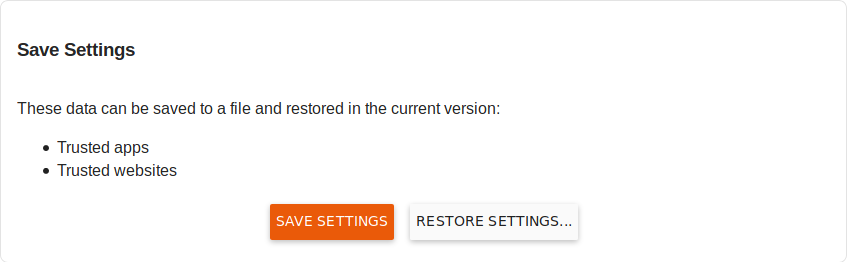 Save Settings
These data can be saved to a file and restored in the current version:
Trusted apps
Trusted websites
SAVE SETTINGS
RESTORE SETTINGS...